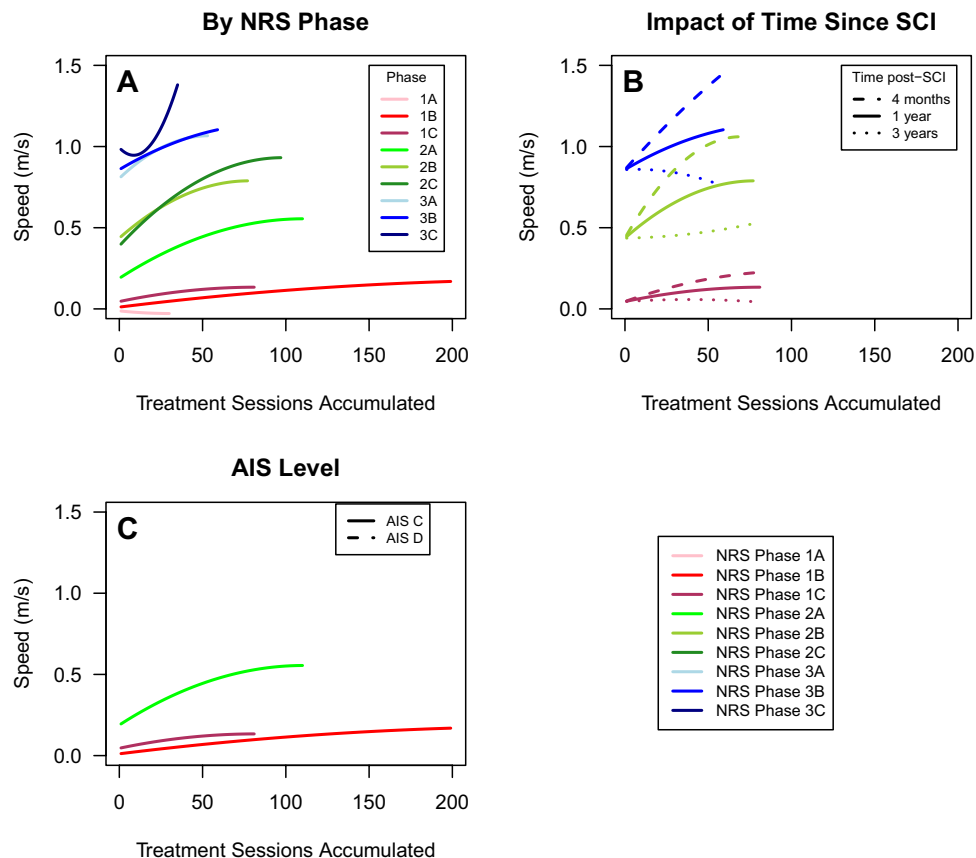 By NRS Phase
A
Speed (m/s)
1.5
1.0
0.5
0.0
0 50 100 150 200
Treatment Sessions Accumulated
Phase
1A
1B
1C
2A
2B
2C
3A
3B
3C
Impact of Time Since SCI
B
Speed (m/s)
1.5
1.0
0.5
0.0
0 50 100 150 200
Treatment Sessions Accumulated
Time post−SCI
4 months
1 year
3 years
AIS Level
C
Speed (m/s)
1.5
1.0
0.5
0.0
0 50 100 150 200
Treatment Sessions Accumulated
AIS C
AIS D
NRS Phase 1A
NRS Phase 1B
NRS Phase 1C
NRS Phase 2A
NRS Phase 2B
NRS Phase 2C
NRS Phase 3A
NRS Phase 3B
NRS Phase 3C